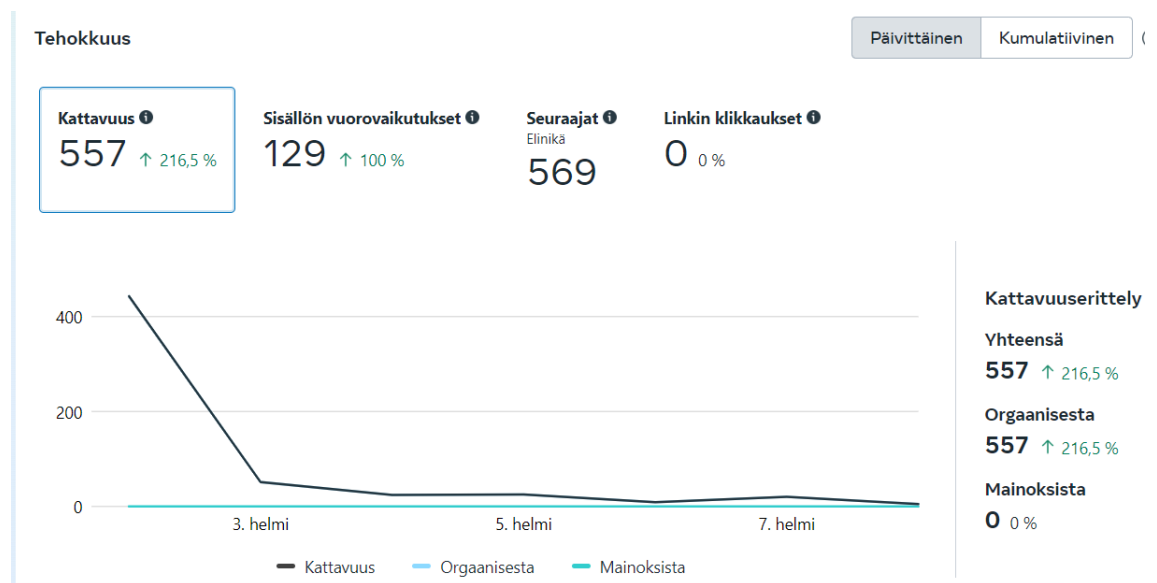 Tehokkuus
Päivittäinen
Kumulatiivinen
Kattavuus
557 ↑ 216,5 %
Sisällön vuorovaikutukset
129 ↑ 100 %
Seuraajat
Elinikä
569
Linkin klikkaukset
0 0 %
400
200
0
3. helmi
5. helmi
7. helmi
Kattavuus
Orgaanisesta
Mainoksista
Kattavuuserittely
Yhteensä
557 ↑ 216,5 %
Orgaanisesta
557 ↑ 216,5 %
Mainoksista
0 0 %